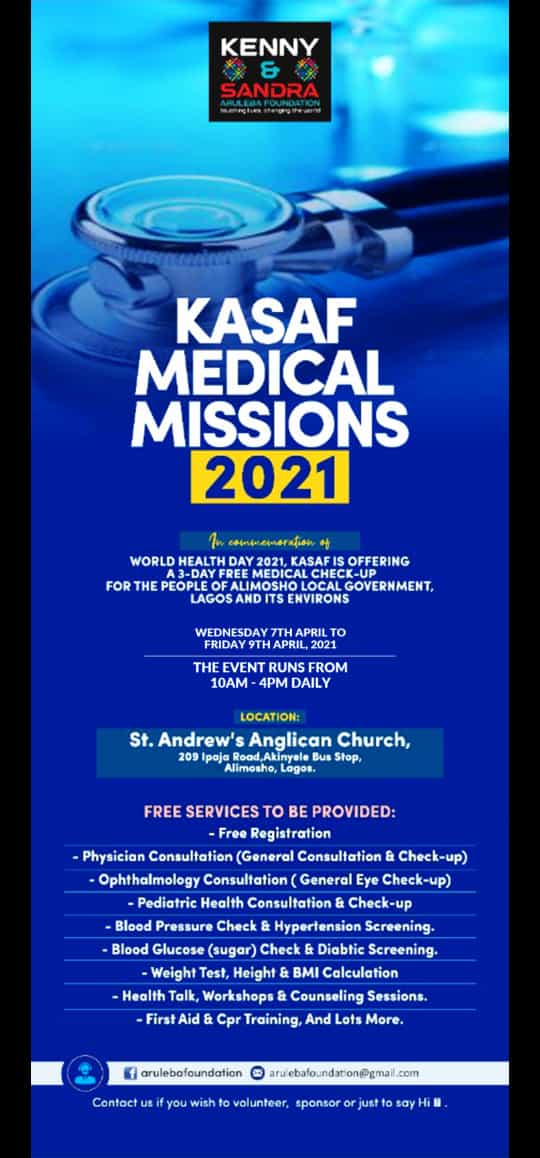 KENNY
&
SANDRA
ARULEBA FOUNDATION
touching lives, changing the world
KASAF
MEDICAL
MISSIONS
2021
In commemoration of
WORLD HEALTH DAY 2021, KASAF IS OFFERING
A 3-DAY FREE MEDICAL CHECK-UP
FOR THE PEOPLE OF ALIMOSHO LOCAL GOVERNMENT,
LAGOS AND ITS ENVIRONS
WEDNESDAY 7TH APRIL TO
FRIDAY 9TH APRIL, 2021
THE EVENT RUNS FROM
10AM - 4PM DAILY
LOCATION:
St. Andrew's Anglican Church,
209 Ipaja Road,Akinyele Bus Stop,
Alimosho, Lagos.
FREE SERVICES TO BE PROVIDED:
- Free Registration
- Physician Consultation (General Consultation & Check-up)
- Ophthalmology Consultation ( General Eye Check-up)
- Pediatric Health Consultation & Check-up
- Blood Pressure Check & Hypertension Screening.
- Blood Glucose (sugar) Check & Diabtic Screening.
- Weight Test, Height & BMI Calculation
- Health Talk, Workshops & Counseling Sessions.
- First Aid & Cpr Training, And Lots More.
arulebafoundation arulebafoundation@gmail.com
Contact us if you wish to volunteer, sponsor or just to say Hi .